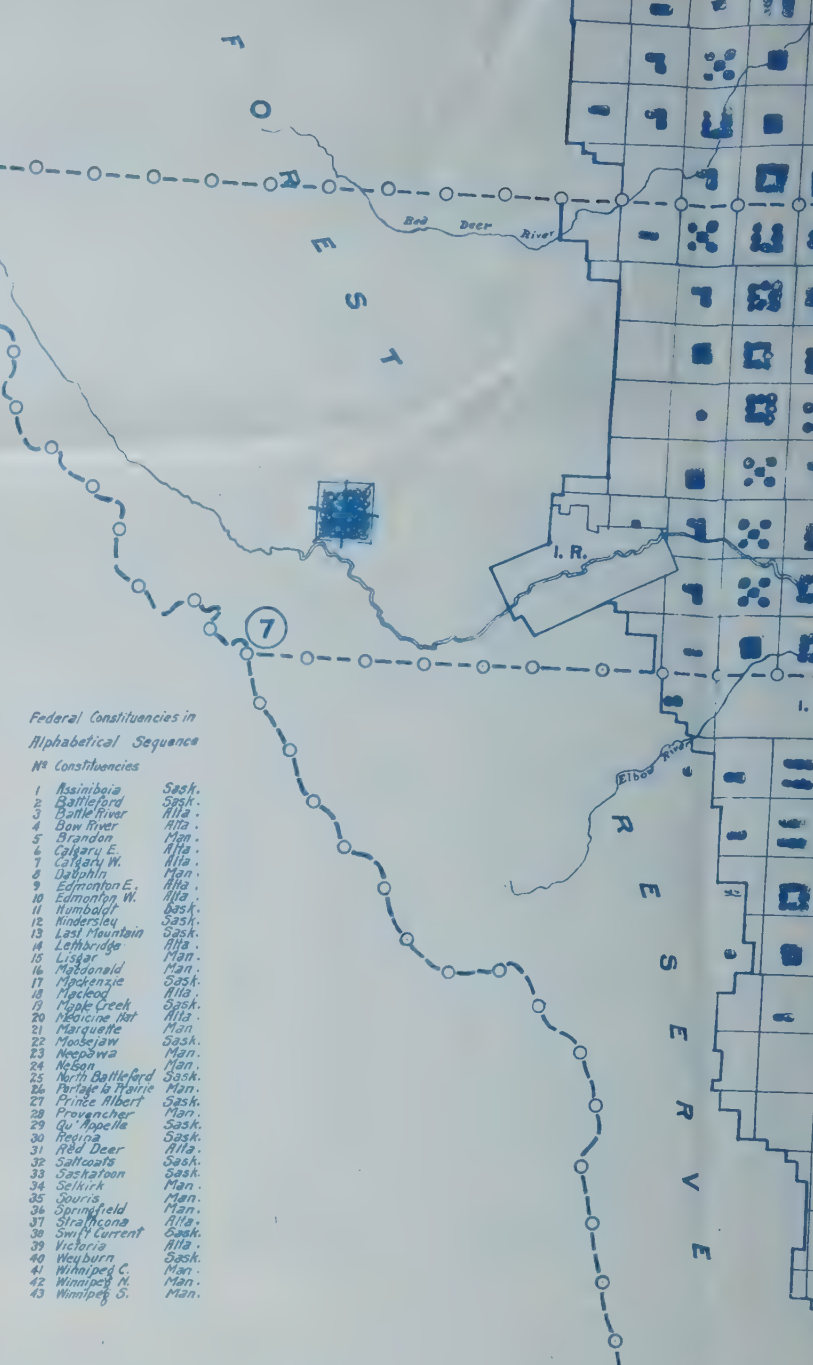 FOREST
Red Deer River
I. R.
7
I.
Elbow River
RESERVE
Federal Constituencies in
Alphabetical Sequence
Nº Constituencies
1 Assiniboia Sask.
2 Battleford Sask.
3 Battle River Alta.
4 Bow River Alta.
5 Brandon Man.
6 Calgary E. Alta.
7 Calgary W. Alta.
8 Dauphin Man.
9 Edmonton E. Alta.
10 Edmonton W. Alta.
11 Humboldt Sask.
12 Kindersley Sask.
13 Last Mountain Sask.
14 Lethbridge Alta.
15 Lisgar Man.
16 Macdonald Man.
17 Mackenzie Sask.
18 Macleod Alta.
19 Maple Creek Sask.
20 Medicine Hat Alta.
21 Marquette Man
22 Moosejaw Sask.
23 Neepawa Man.
24 Nelson Man.
25 North Battleford Sask.
26 Portage la Prairie Man.
27 Prince Albert Sask.
28 Provencher Man.
29 Qu'Appelle Sask.
30 Regina Sask.
31 Red Deer Alta.
32 Saltcoats Sask.
33 Saskatoon Sask.
34 Selkirk Man.
35 Souris Man.
36 Springfield Man.
37 Strathcona Alta.
38 Swift Current Sask.
39 Victoria Alta.
40 Weyburn Sask.
41 Winnipeg C. Man.
42 Winnipeg N. Man.
43 Winnipeg S. Man.